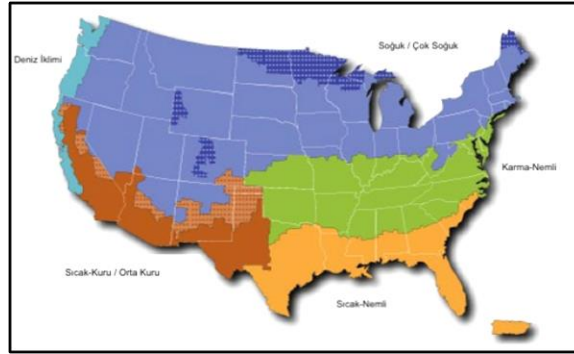 Soğuk / Çok Soğuk
Deniz İklimi
Karma-Nemli
Sıcak-Kuru / Orta Kuru
Sıcak-Nemli